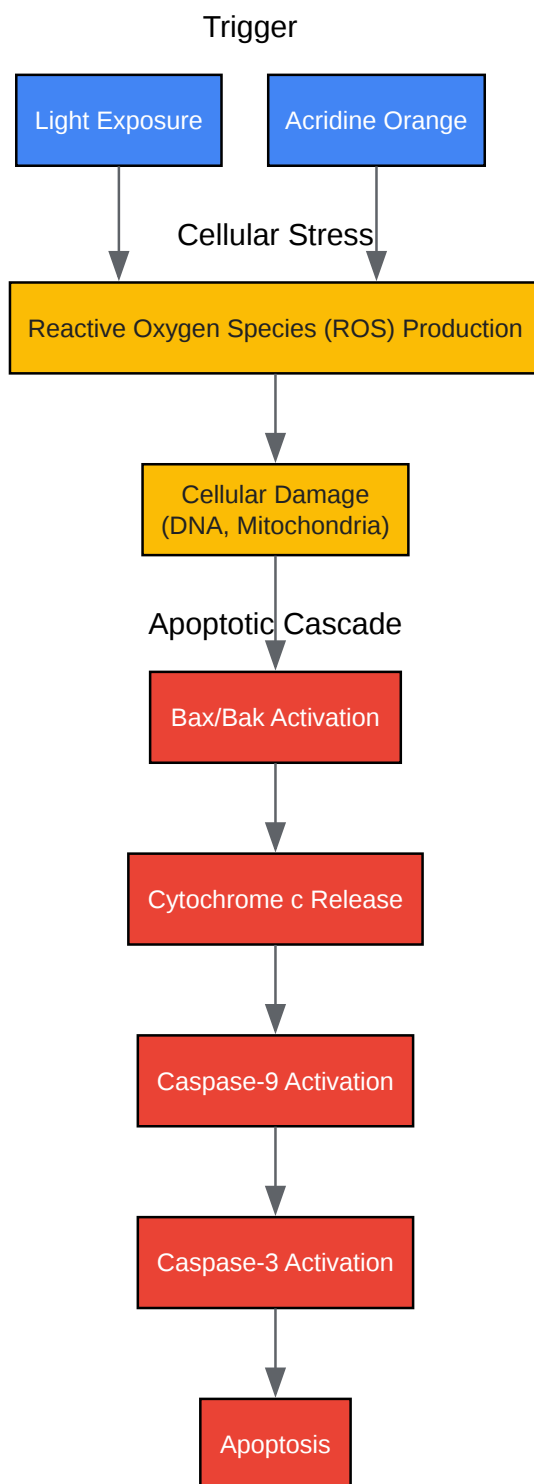 Trigger
Light Exposure
Acridine Orange
Cellular Stress
Reactive Oxygen Species (ROS) Production
Cellular Damage
(DNA, Mitochondria)
Apoptotic Cascade
Bax/Bak Activation
Cytochrome c Release
Caspase-9 Activation
Caspase-3 Activation
Apoptosis